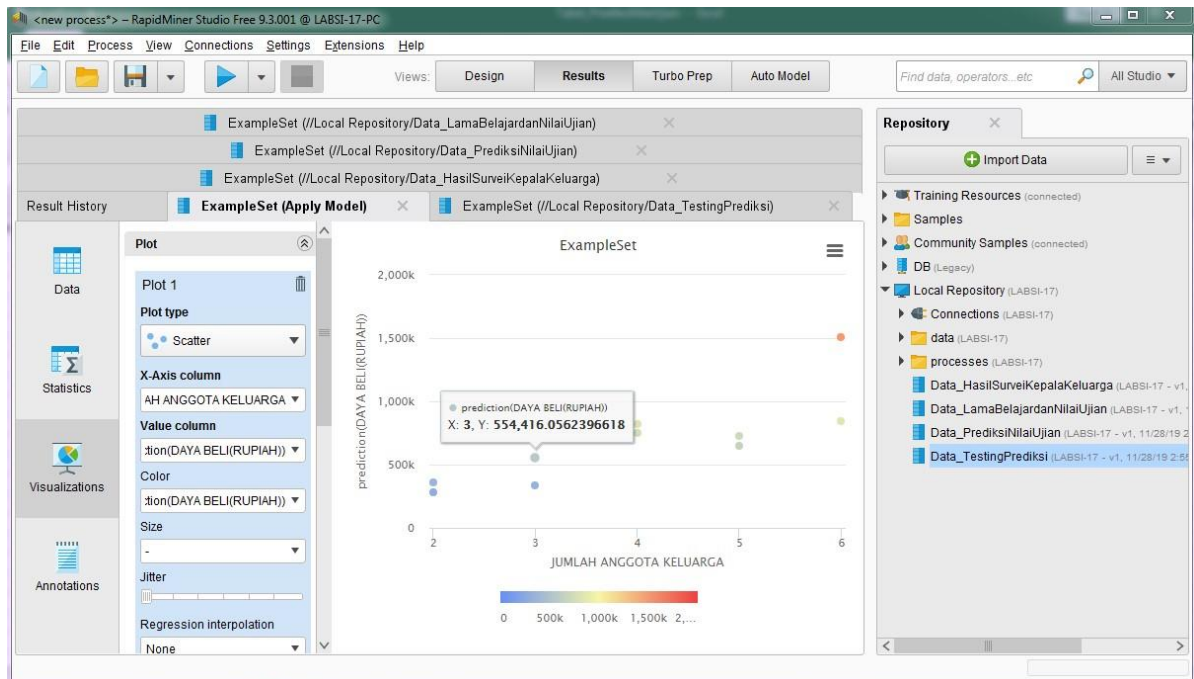 <new process*> – RapidMiner Studio Free 9.3.001 @ LABSI-17-PC
File Edit Process View Connections Settings Extensions Help
Views: Design Results Turbo Prep Auto Model
Find data, operators...etc
All Studio
ExampleSet (//Local Repository/Data_LamaBelajardanNilaiUjian)
ExampleSet (//Local Repository/Data_PrediksiNilaiUjian)
ExampleSet (//Local Repository/Data_HasilSurveiKepalaKeluarga)
Result History
ExampleSet (Apply Model)
ExampleSet (//Local Repository/Data_TestingPrediksi)
Data
Statistics
Visualizations
Annotations
Plot
Plot 1
Plot type
Scatter
X-Axis column
AH ANGGOTA KELUARGA
Value column
:tion(DAYA BELI(RUPIAH))
Color
:tion(DAYA BELI(RUPIAH))
Size
-
Jitter
Regression interpolation
None
ExampleSet
prediction(DAYA BELI(RUPIAH))
2,000k
1,500k
1,000k
500k
0
prediction(DAYA BELI(RUPIAH))
X: 3, Y: 554,416.0562396618
2 3 4 5 6
JUMLAH ANGGOTA KELUARGA
0 500k 1,000k 1,500k 2,...
Repository
Import Data
Training Resources (connected)
Samples
Community Samples (connected)
DB (Legacy)
Local Repository (LABSI-17)
Connections (LABSI-17)
data (LABSI-17)
processes (LABSI-17)
Data_HasilSurveiKepalaKeluarga (LABSI-17 - v1,
Data_LamaBelajardanNilaiUjian (LABSI-17 - v1,
Data_PrediksiNilaiUjian (LABSI-17 - v1, 11/28/19 2
Data_TestingPrediksi (LABSI-17 - v1, 11/28/19 2:5